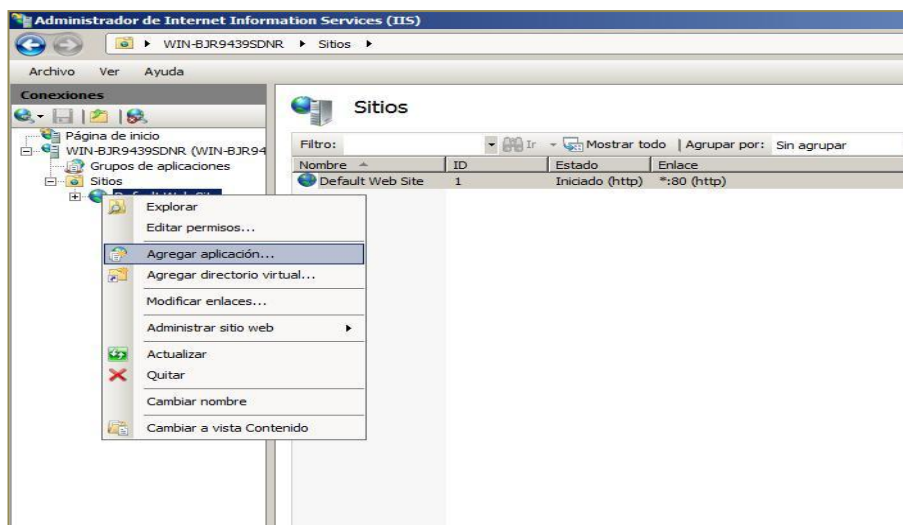 Administrador de Internet Information Services (IIS)
WIN-BJR9439SDNR ▸ Sitios ▸
Archivo Ver Ayuda
Conexiones
Página de inicio
WIN-BJR9439SDNR (WIN-BJR94
Grupos de aplicaciones
Sitios
Default Web Site
Explorar
Editar permisos...
Agregar aplicación...
Agregar directorio virtual...
Modificar enlaces...
Administrar sitio web
Actualizar
Quitar
Cambiar nombre
Cambiar a vista Contenido
Sitios
Filtro: Ir Mostrar todo | Agrupar por: Sin agrupar
Nombre ID Estado Enlace
Default Web Site 1 Iniciado (http) *:80 (http)